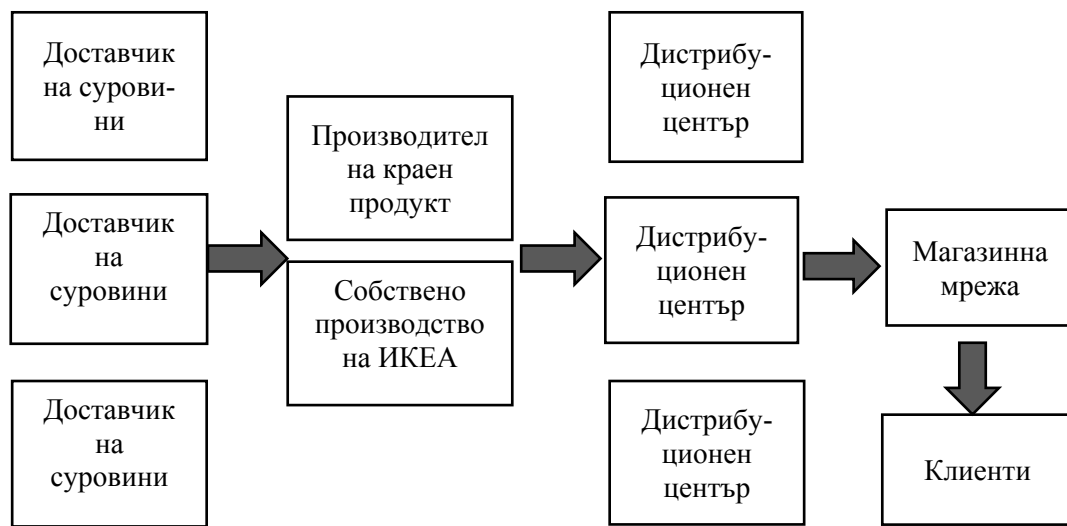 Доставчик
на сурови-
ни
Доставчик
на
суровини
Доставчик
на
суровини
Производител
на краен
продукт
Собствено
производство
на ИКЕА
Дистрибу-
ционен
център
Дистрибу-
ционен
център
Дистрибу-
ционен
център
Магазинна
мрежа
Клиенти